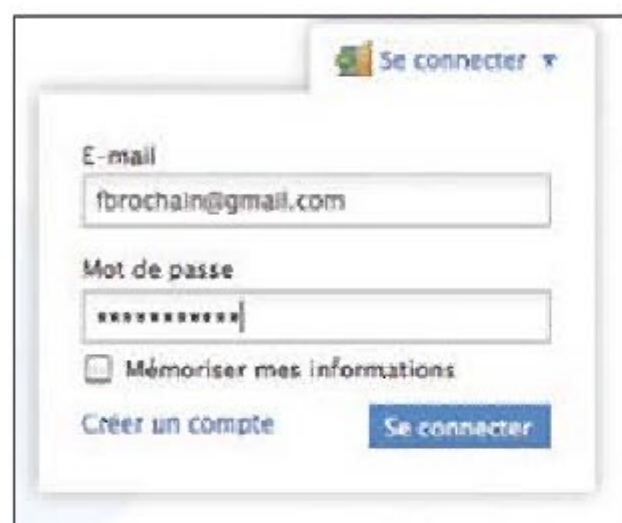 Se connecter
E-mail
fbrochain@gmail.com
Mot de passe
***********
Mémoriser mes informations
Créer un compte
Se connecter